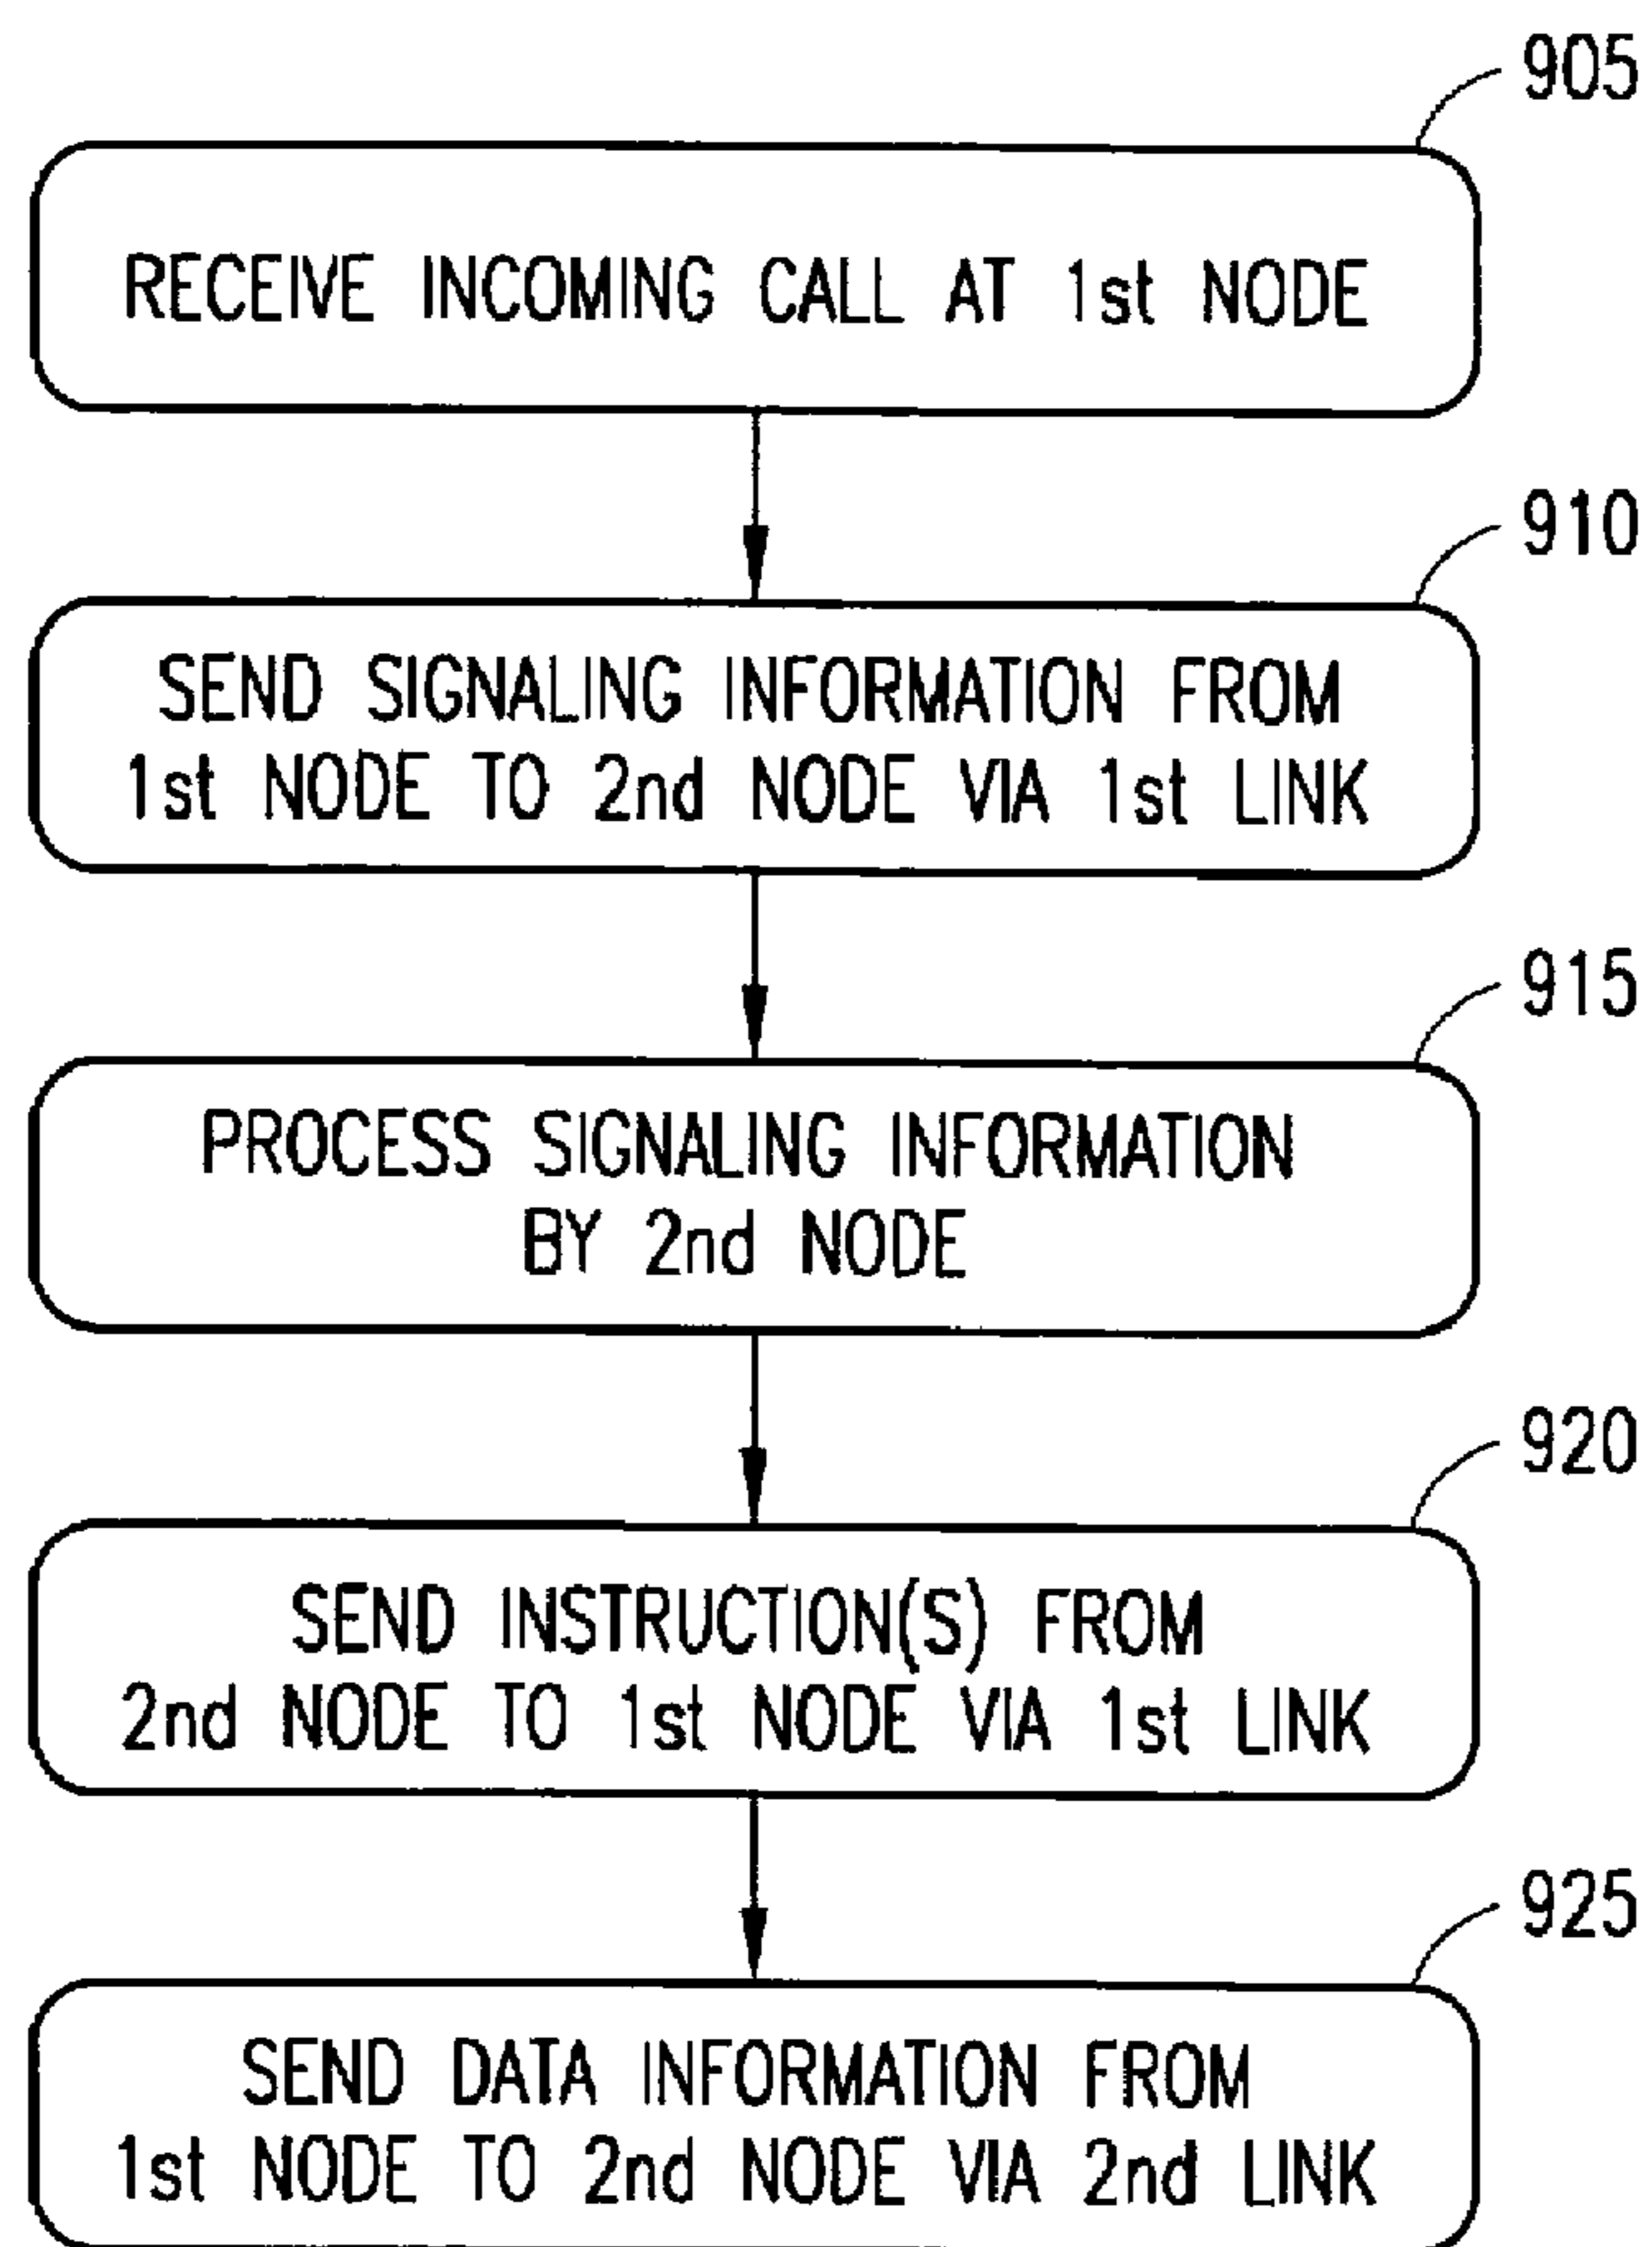 905
RECEIVE INCOMING CALL AT 1st NODE
910
SEND SIGNALING INFORMATION FROM
1st NODE TO 2nd NODE VIA 1st LINK
915
PROCESS SIGNALING INFORMATION
BY 2nd NODE
920
SEND INSTRUCTION(S) FROM
2nd NODE TO 1st NODE VIA 1st LINK
925
SEND DATA INFORMATION FROM
1st NODE TO 2nd NODE VIA 2nd LINK